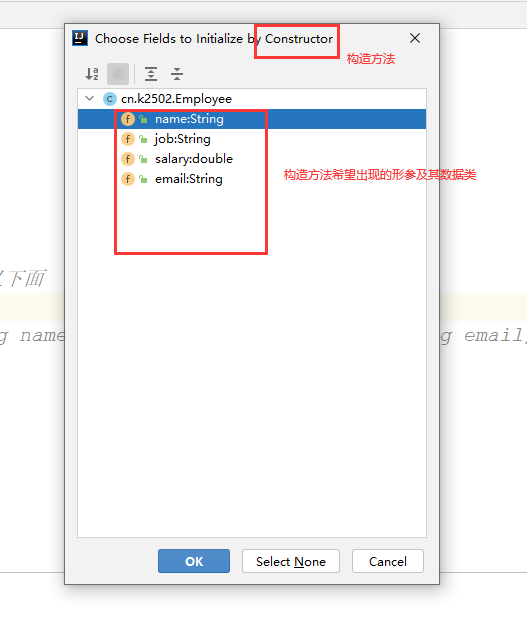 IJ Choose Fields to Initialize by Constructor
构造方法
C cn.k2502.Employee
f name:String
f job:String
f salary:double
f email:String
构造方法希望出现的形参及其数据类
下面
g name
g email,
OK Select None Cancel